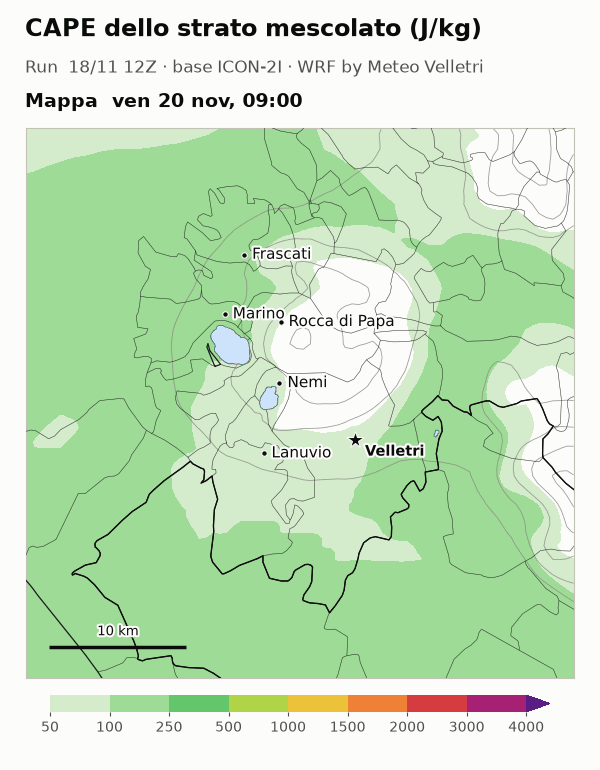 CAPE dello strato mescolato (J/kg)
Run  18/11 12Z · base ICON-2I · WRF by Meteo Velletri
Mappa  ven 20 nov, 09:00
Frascati
Marino
Rocca di Papa
Nemi
Velletri
Lanuvio
10 km
50 100 250 500 1000 1500 2000 3000 4000